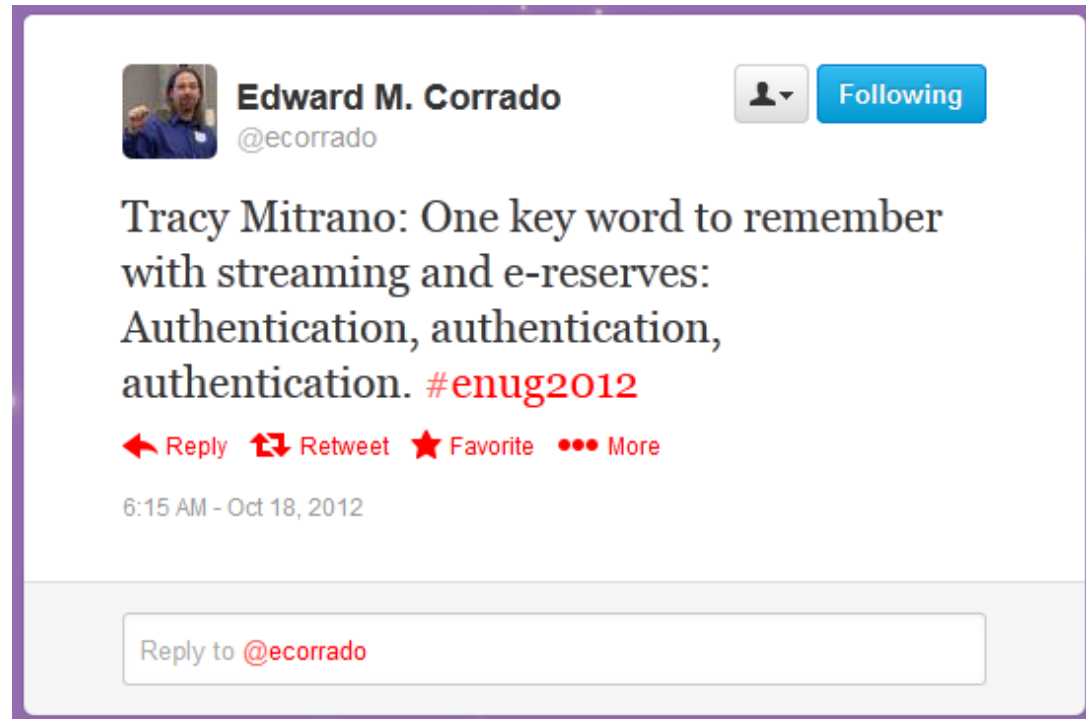 Edward M. Corrado
@ecorrado
Following
Tracy Mitrano: One key word to remember
with streaming and e-reserves:
Authentication, authentication,
authentication. #enug2012
Reply Retweet Favorite More
6:15 AM - Oct 18, 2012
Reply to @ecorrado